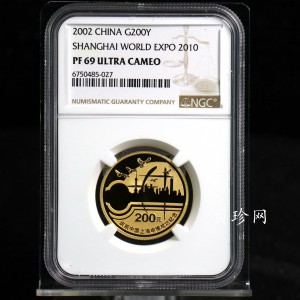 2002 CHINA G200Y
SHANGHAI WORLD EXPO 2010
PF 69 ULTRA CAMEO
6750485-027
NUMISMATIC GUARANTY COMPANY
NGC
200元
珍网